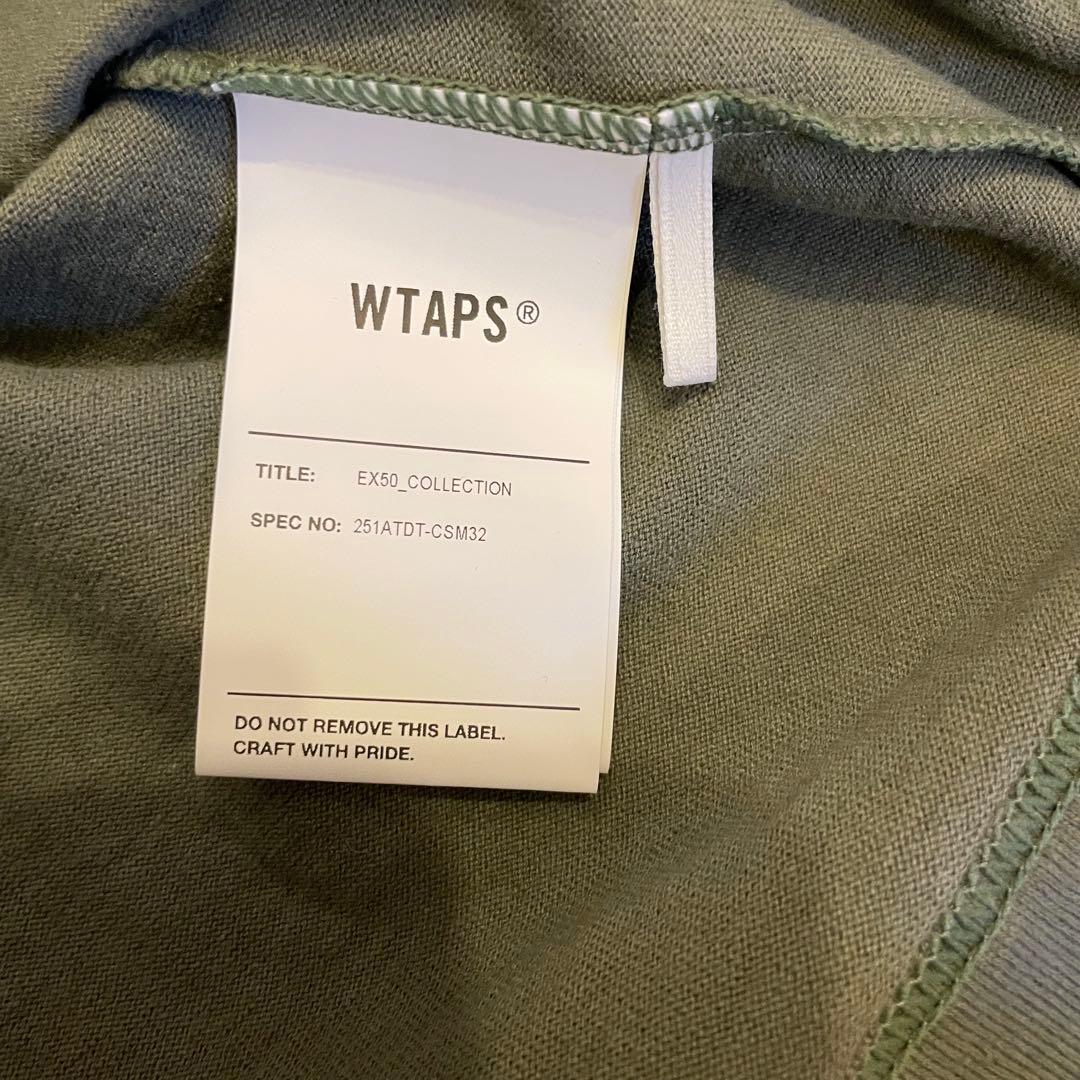 WTAPS®
TITLE: EX50_COLLECTION
SPEC NO: 251ATDT-CSM32
DO NOT REMOVE THIS LABEL.
CRAFT WITH PRIDE.